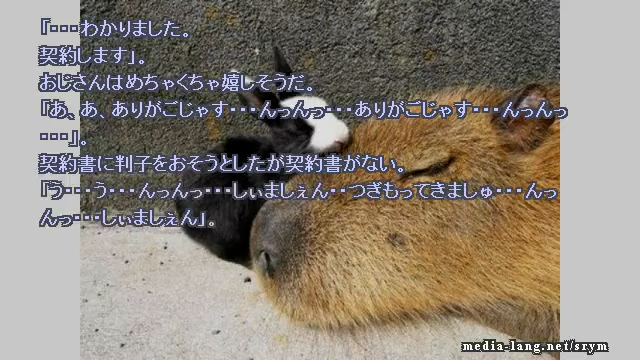 「・・・わかりました。
契約します」。
おじさんはめちゃくちゃ嬉しそうだ。
「あ、あ、ありがごじゃす・・・んっんっ・・・ありがごじゃす・・・んっんっ
・・・」。
契約書に判子をおそうとしたが契約書がない。
「う・・・う・・・んっんっ・・・しぃましぇん・・つぎもってきましゅ・・・んっ
んっ・・・しぃましぇん」。
media-lang.net/srym